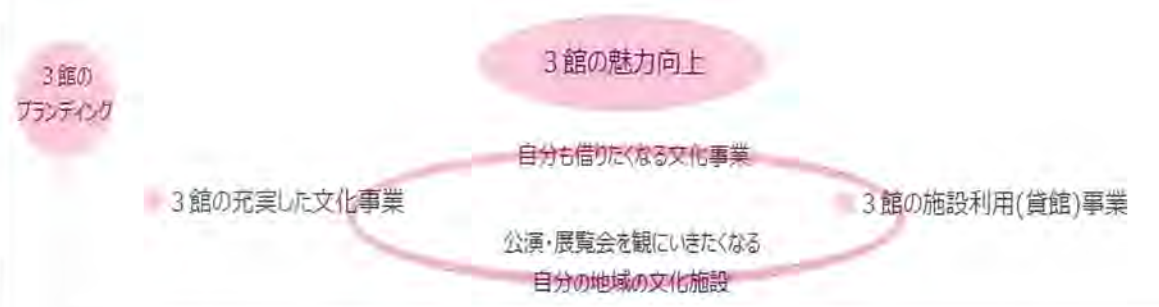 3館の魅力向上
3館の
ブランディング
自分も借りたくなる文化事業
3館の充実した文化事業
3館の施設利用(貸館)事業
公演・展覧会を観にいきたくなる
自分の地域の文化施設